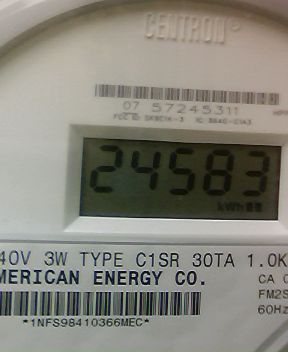 CENTRON®
07 57245311
24583
kWh
40V 3W TYPE C1SR 30TA 1.0K
MERICAN ENERGY CO.
CA
FM2S
60Hz
*1NFS98410366MEC*